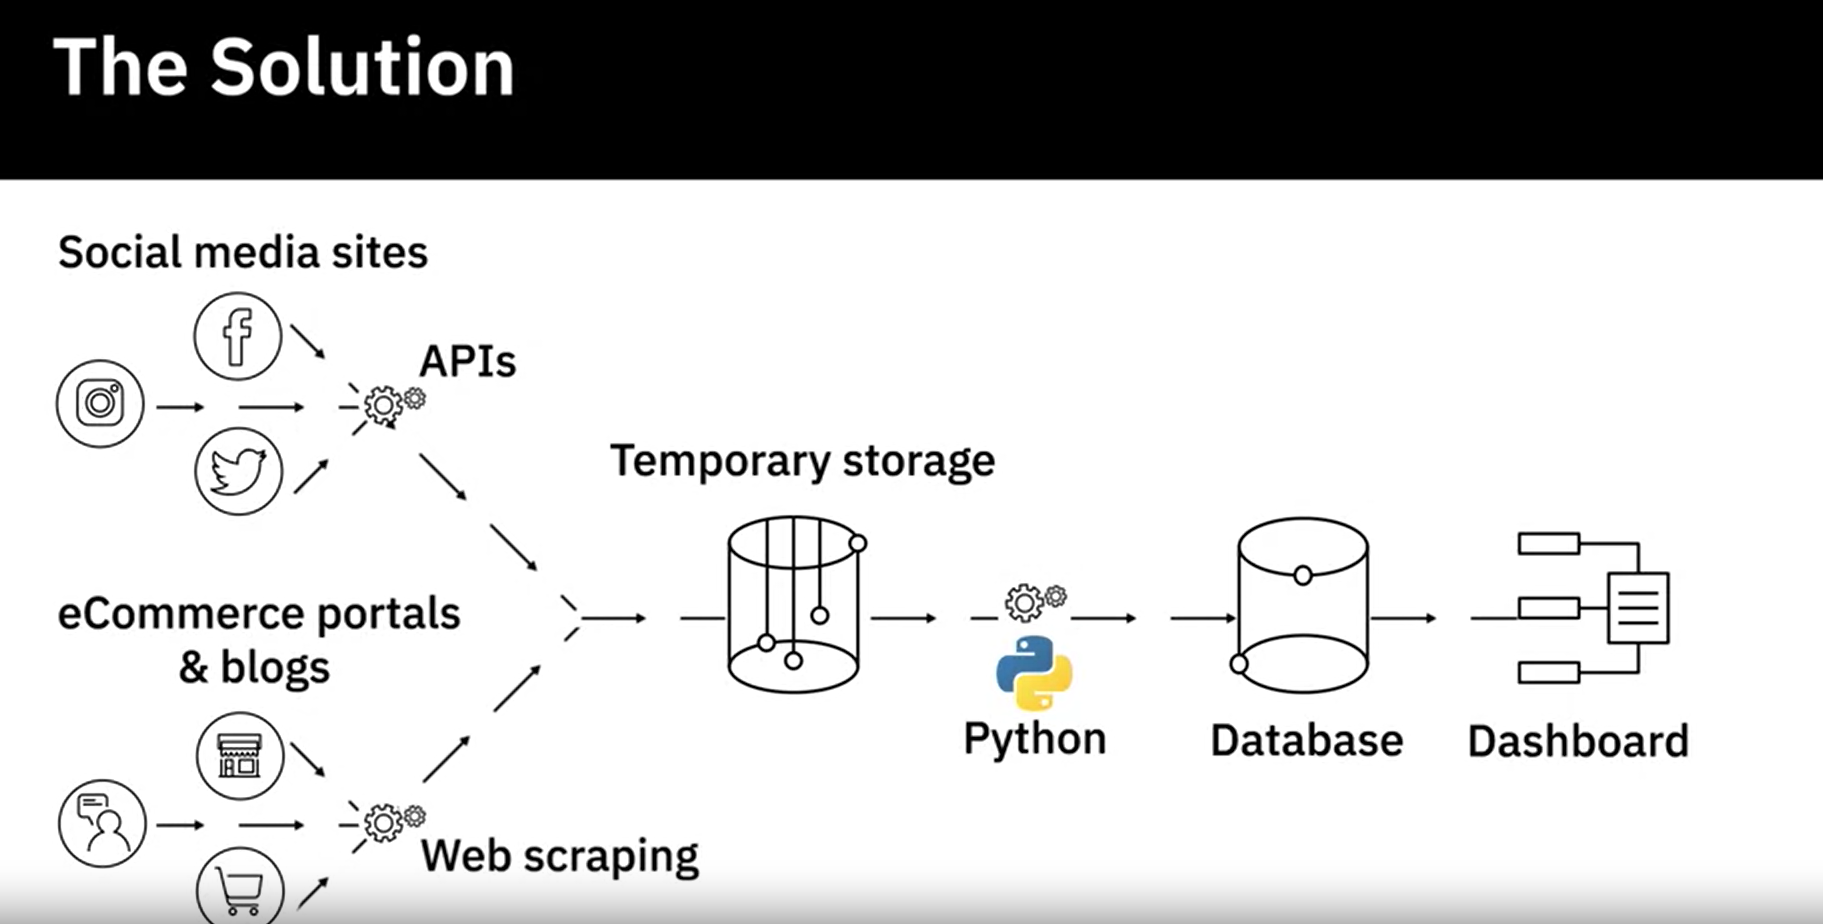 The Solution
Social media sites
APIs
Temporary storage
eCommerce portals
& blogs
Python
Database
Dashboard
Web scraping